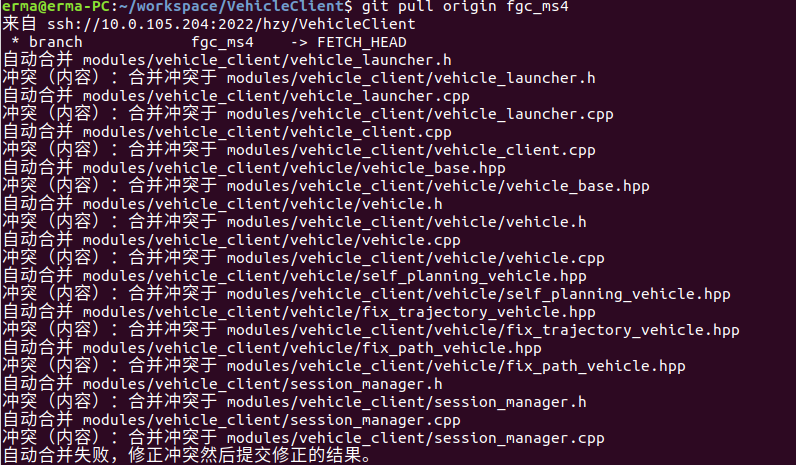 erma@erma-PC:~/workspace/VehicleClient$ git pull origin fgc_ms4
来自 ssh://10.0.105.204:2022/hzy/VehicleClient
 * branch            fgc_ms4    -> FETCH_HEAD
自动合并 modules/vehicle_client/vehicle_launcher.h
冲突（内容）：合并冲突于 modules/vehicle_client/vehicle_launcher.h
自动合并 modules/vehicle_client/vehicle_launcher.cpp
冲突（内容）：合并冲突于 modules/vehicle_client/vehicle_launcher.cpp
自动合并 modules/vehicle_client/vehicle_client.cpp
冲突（内容）：合并冲突于 modules/vehicle_client/vehicle_client.cpp
自动合并 modules/vehicle_client/vehicle/vehicle_base.hpp
冲突（内容）：合并冲突于 modules/vehicle_client/vehicle/vehicle_base.hpp
自动合并 modules/vehicle_client/vehicle/vehicle.h
冲突（内容）：合并冲突于 modules/vehicle_client/vehicle/vehicle.h
自动合并 modules/vehicle_client/vehicle/vehicle.cpp
冲突（内容）：合并冲突于 modules/vehicle_client/vehicle/vehicle.cpp
自动合并 modules/vehicle_client/vehicle/self_planning_vehicle.hpp
冲突（内容）：合并冲突于 modules/vehicle_client/vehicle/self_planning_vehicle.hpp
自动合并 modules/vehicle_client/vehicle/fix_trajectory_vehicle.hpp
冲突（内容）：合并冲突于 modules/vehicle_client/vehicle/fix_trajectory_vehicle.hpp
自动合并 modules/vehicle_client/vehicle/fix_path_vehicle.hpp
冲突（内容）：合并冲突于 modules/vehicle_client/vehicle/fix_path_vehicle.hpp
自动合并 modules/vehicle_client/session_manager.h
冲突（内容）：合并冲突于 modules/vehicle_client/session_manager.h
自动合并 modules/vehicle_client/session_manager.cpp
冲突（内容）：合并冲突于 modules/vehicle_client/session_manager.cpp
自动合并失败，修正冲突然后提交修正的结果。